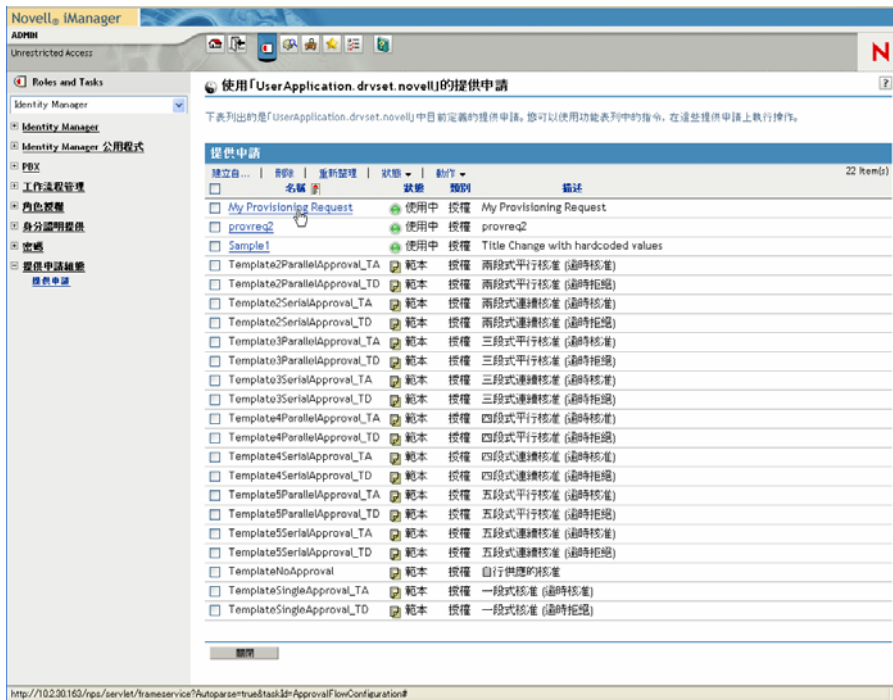 Novell® iManager
ADMIN
Unrestricted Access
N
Roles and Tasks
Identity Manager
Identity Manager
Identity Manager 公用程式
PBX
工作流程管理
角色授權
身分證明提供
密碼
提供申請組態
提供申請
使用「UserApplication.drvset.novell」的提供申請
?
下表列出的是「UserApplication.drvset.novell」中目前定義的提供申請。您可以使用功能表列中的指令,在這些提供申請上執行操作。
提供申請
建立自... | 刪除 | 重新整理 | 狀態 | 動作 22 Item(s)
名稱 狀態 類別 描述
My Provisioning Request 使用中 授權 My Provisioning Request
provreq2 使用中 授權 provreq2
Sample1 使用中 授權 Title Change with hardcoded values
Template2ParallelApproval_TA 範本 授權 兩段式平行核准 (逾時核准)
Template2ParallelApproval_TD 範本 授權 兩段式平行核准 (逾時拒絕)
Template2SerialApproval_TA 範本 授權 兩段式連續核准 (逾時核准)
Template2SerialApproval_TD 範本 授權 兩段式連續核准 (逾時拒絕)
Template3ParallelApproval_TA 範本 授權 三段式平行核准 (逾時核准)
Template3ParallelApproval_TD 範本 授權 三段式平行核准 (逾時拒絕)
Template3SerialApproval_TA 範本 授權 三段式連續核准 (逾時核准)
Template3SerialApproval_TD 範本 授權 三段式連續核准 (逾時拒絕)
Template4ParallelApproval_TA 範本 授權 四段式平行核准 (逾時核准)
Template4ParallelApproval_TD 範本 授權 四段式平行核准 (逾時拒絕)
Template4SerialApproval_TA 範本 授權 四段式連續核准 (逾時核准)
Template4SerialApproval_TD 範本 授權 四段式連續核准 (逾時拒絕)
Template5ParallelApproval_TA 範本 授權 五段式平行核准 (逾時核准)
Template5ParallelApproval_TD 範本 授權 五段式平行核准 (逾時拒絕)
Template5SerialApproval_TA 範本 授權 五段式連續核准 (逾時核准)
Template5SerialApproval_TD 範本 授權 五段式連續核准 (逾時拒絕)
TemplateNoApproval 範本 授權 自行供應的核准
TemplateSingleApproval_TA 範本 授權 一段式核准 (逾時核准)
TemplateSingleApproval_TD 範本 授權 一段式核准 (逾時拒絕)
關閉
http://10.2.30.163/nps/servlet/frameservice?Autoparse=true&taskId=ApprovalFlowConfiguration#